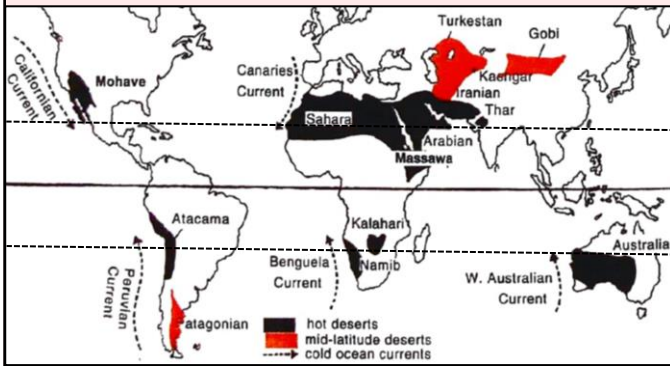 Turkestan
Gobi
Kashgar
Iranian
Thar
Mohave
Californian
Current
Canaries
Current
Sahara
Arabian
Massawa
Atacama
Kalahari
Namib
Benguela
Current
Peruvian
Current
Australia
W. Australian
Current
atagonian
hot deserts
mid-latitude deserts
cold ocean currents